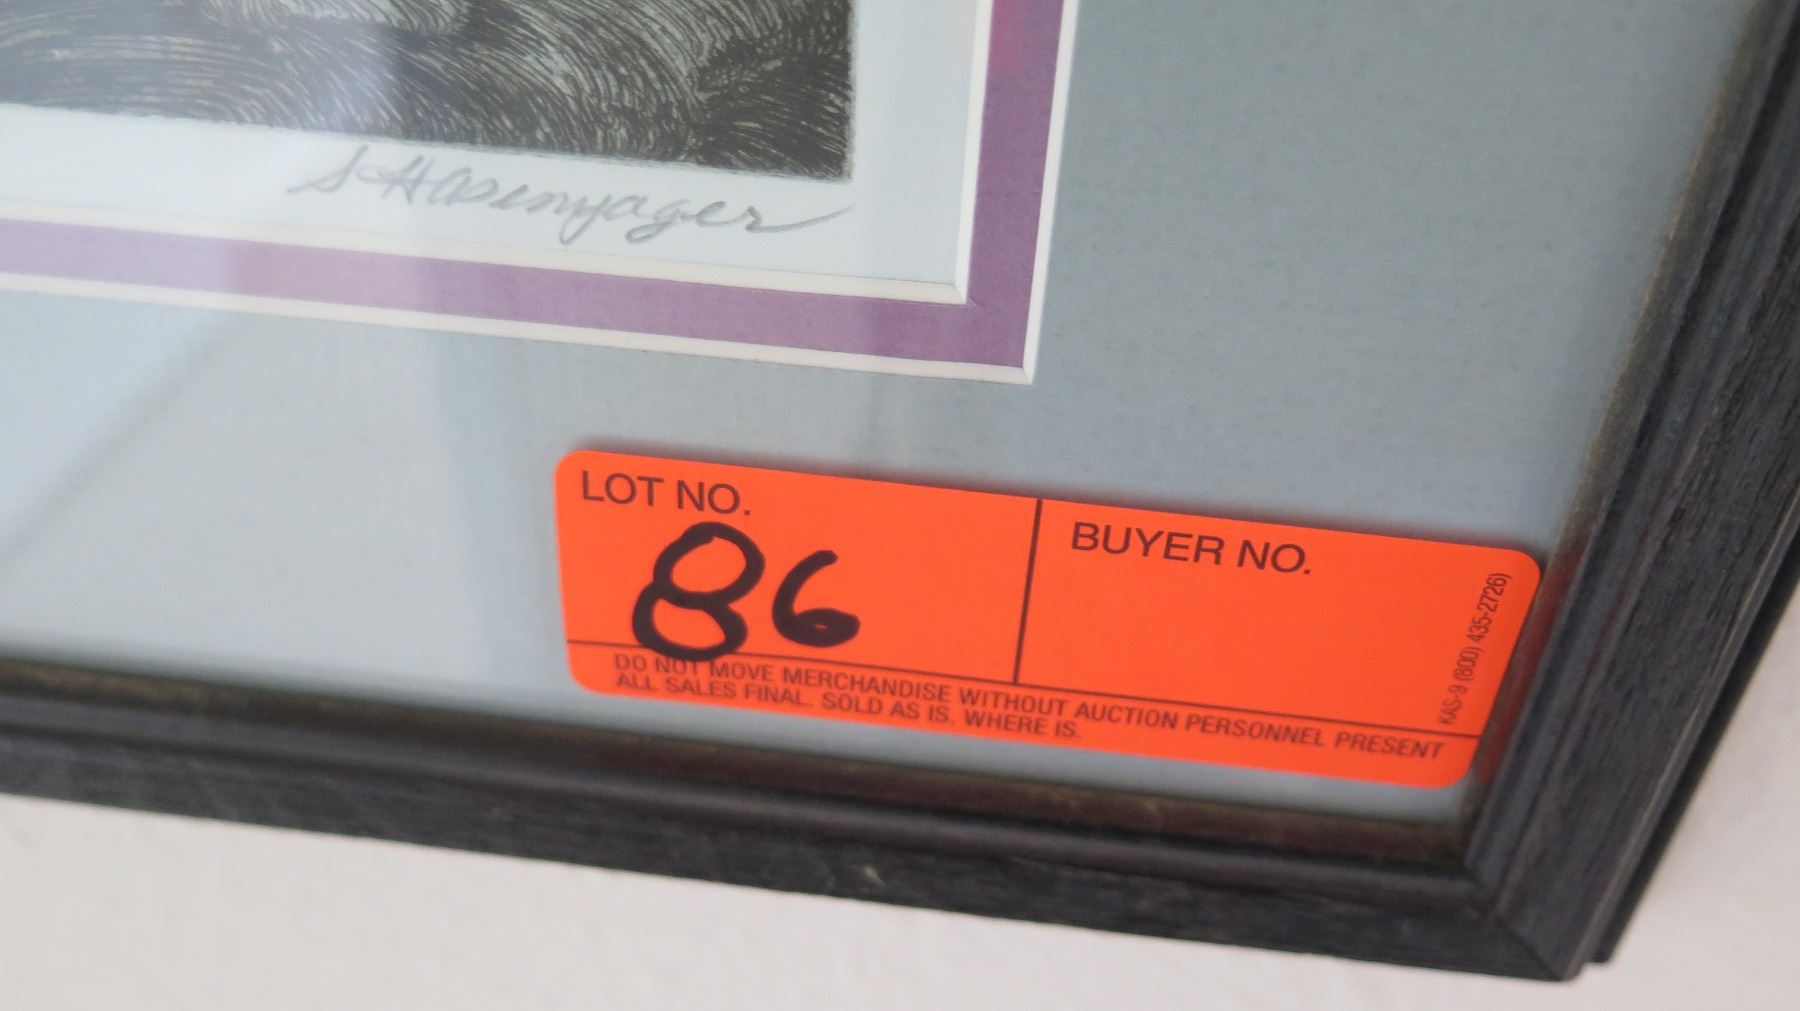 S Hasenyager
LOT NO.
86
BUYER NO.
DO NOT MOVE MERCHANDISE WITHOUT AUCTION PERSONNEL PRESENT
ALL SALES FINAL. SOLD AS IS. WHERE IS.
KAS-9 (800) 435-2726)